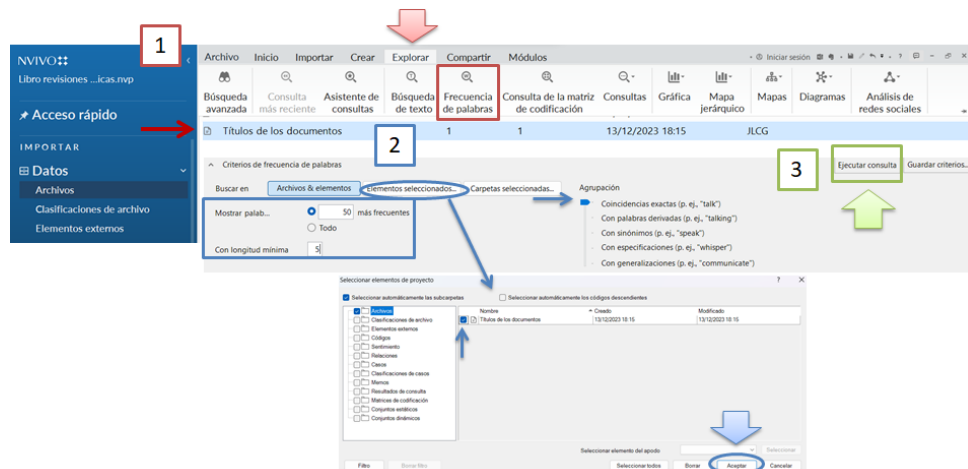 1
NVIVO
Libro revisiones ...icas.nvp
Acceso rápido
IMPORTAR
Datos
Archivos
Clasificaciones de archivo
Elementos externos
Archivo Inicio Importar Crear Explorar Compartir Módulos
Iniciar sesión
Búsqueda avanzada
Consulta más reciente
Asistente de consultas
Búsqueda de texto
Frecuencia de palabras
Consulta de la matriz de codificación
Consultas
Gráfica
Mapa jerárquico
Mapas
Diagramas
Análisis de redes sociales
Títulos de los documentos 1 1 13/12/2023 18:15 JLCG
2
3
Criterios de frecuencia de palabras
Ejecutar consulta Guardar criterios...
Buscar en Archivos & elementos Elementos seleccionados... Carpetas seleccionadas...
Mostrar palab... 50 más frecuentes
Todo
Con longitud mínima 5
Agrupación
Coincidencias exactas (p. ej., "talk")
Con palabras derivadas (p. ej., "talking")
Con sinónimos (p. ej., "speak")
Con especificaciones (p. ej., "whisper")
Con generalizaciones (p. ej., "communicate")
Seleccionar elementos de proyecto ? X
Seleccionar automáticamente las subcarpetas Seleccionar automáticamente los códigos descendientes
Archivos
Clasificaciones de archivo
Elementos externos
Códigos
Sentimiento
Relaciones
Casos
Clasificaciones de casos
Memos
Resultados de consulta
Matrices de codificación
Conjuntos estáticos
Conjuntos dinámicos
Nombre Creado Modificado
Títulos de los documentos 13/12/2023 18:15 13/12/2023 18:15
Seleccionar elemento del apodo Seleccionar
Filtro Borrar filtro Seleccionar todos Borrar Aceptar Cancelar